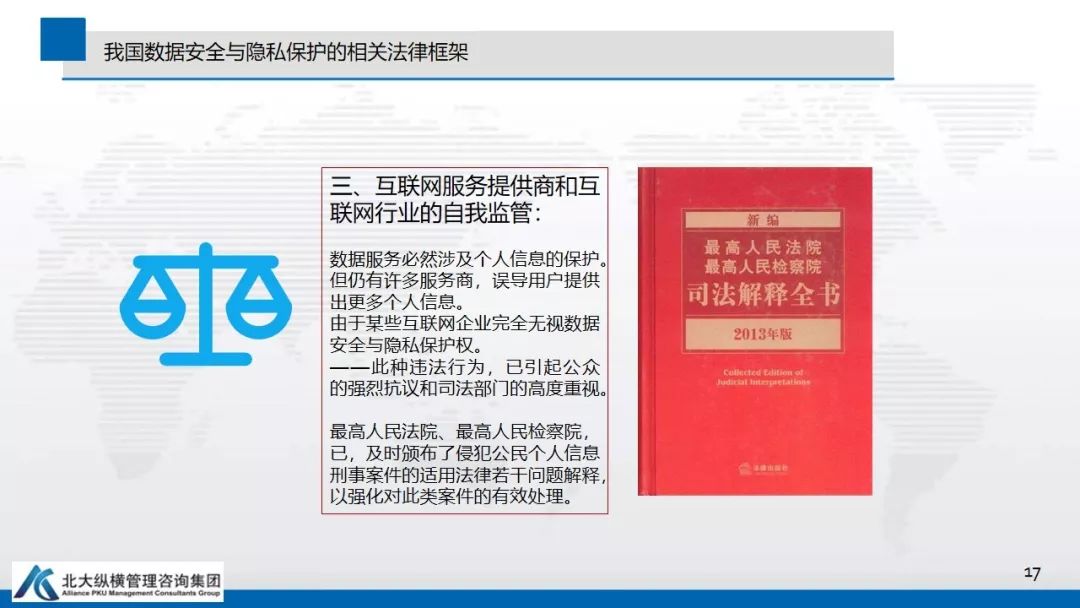 我国数据安全与隐私保护的相关法律框架
三、互联网服务提供商和互
联网行业的自我监管：
数据服务必然涉及个人信息的保护。
但仍有许多服务商，误导用户提供
出更多个人信息。
由于某些互联网企业完全无视数据
安全与隐私保护权。
——此种违法行为，已引起公众
的强烈抗议和司法部门的高度重视。
最高人民法院、最高人民检察院，
已，及时颁布了侵犯公民个人信息
刑事案件的适用法律若干问题解释，
以强化对此类案件的有效处理。
新编
最高人民法院
最高人民检察院
司法解释全书
2013年版
Collected Edition of
Judicial Interpretations
法律出版社
北大纵横管理咨询集团
Alliance PKU Management Consultants Group
17